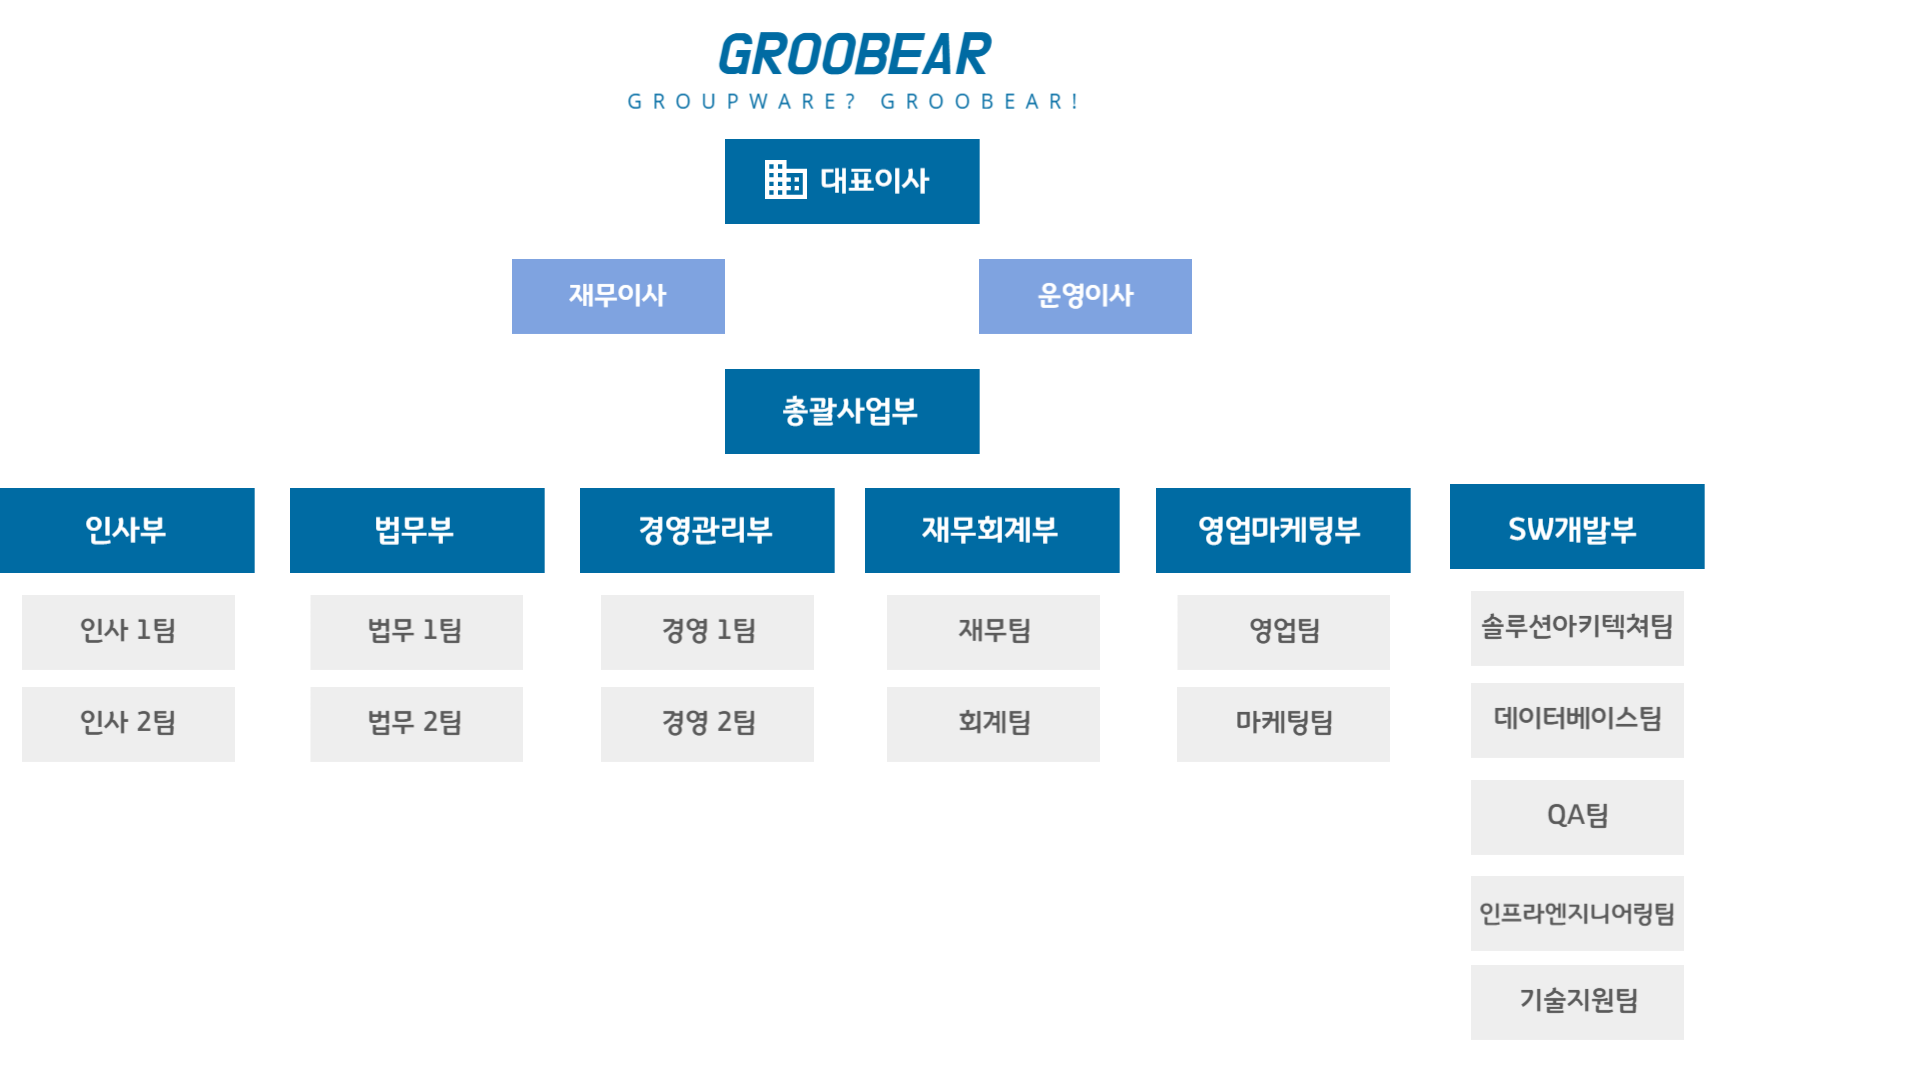 GROOBEAR
GROUPWARE? GROOBEAR!
대표이사
재무이사
운영이사
총괄사업부
인사부
법무부
경영관리부
재무회계부
영업마케팅부
SW개발부
인사 1팀
법무 1팀
경영 1팀
재무팀
영업팀
솔루션아키텍쳐팀
인사 2팀
법무 2팀
경영 2팀
회계팀
마케팅팀
데이터베이스팀
QA팀
인프라엔지니어링팀
기술지원팀